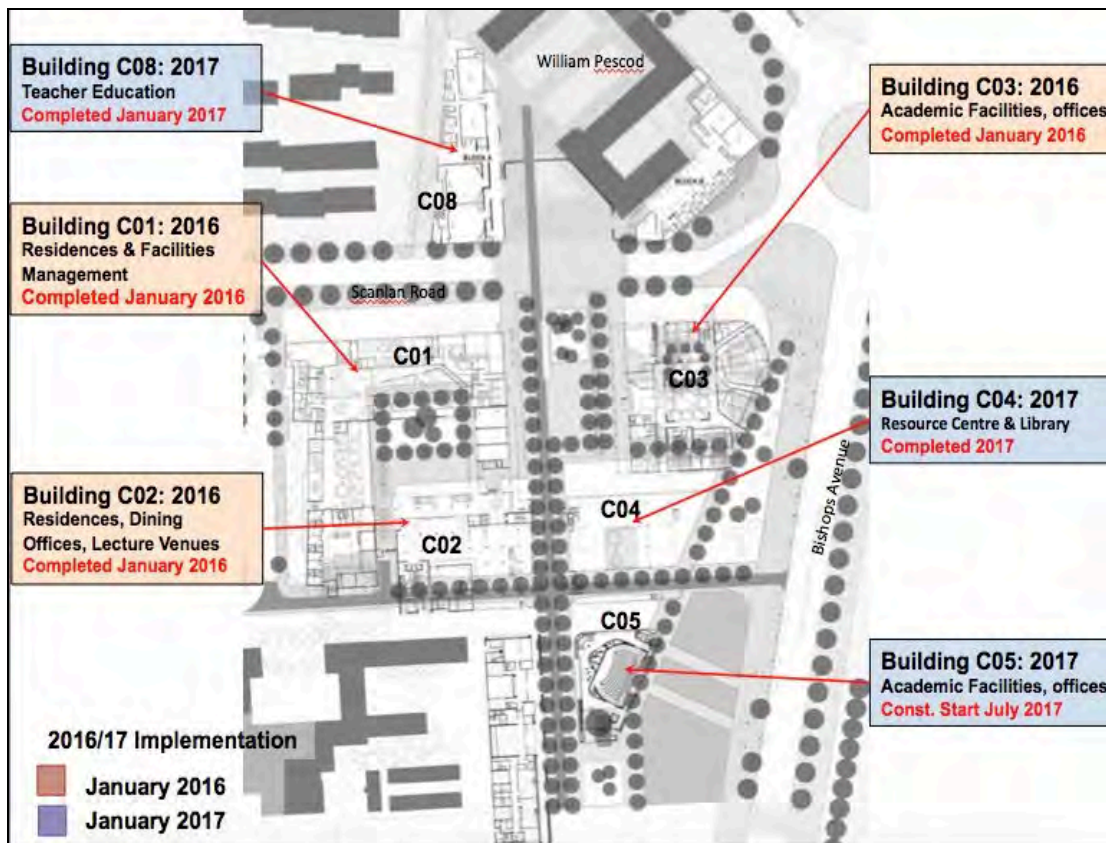 Building C08: 2017
Teacher Education
Completed January 2017
William Pescod
Building C03: 2016
Academic Facilities, offices
Completed January 2016
BLOCK A
BLOCK B
C08
Building C01: 2016
Residences & Facilities
Management
Completed January 2016
Scanlan Road
C01
C03
Building C04: 2017
Resource Centre & Library
Completed 2017
Building C02: 2016
Residences, Dining
Offices, Lecture Venues
Completed January 2016
C04
C02
Bishops Avenue
C05
Building C05: 2017
Academic Facilities, offices
Const. Start July 2017
2016/17 Implementation
January 2016
January 2017